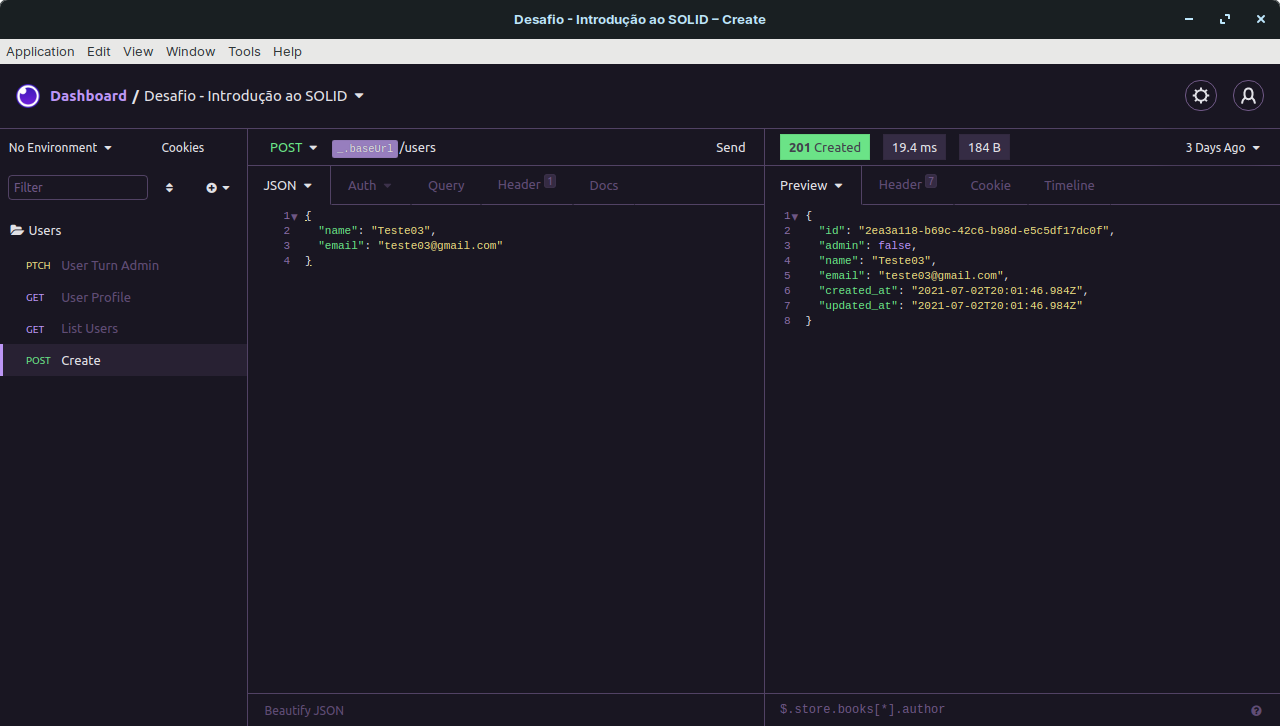 Desafio - Introdução ao SOLID – Create
Application Edit View Window Tools Help
Dashboard / Desafio - Introdução ao SOLID
No Environment Cookies
Filter
Users
PTCH User Turn Admin
GET User Profile
GET List Users
POST Create
POST _.baseUrl /users Send
JSON Auth Query Header 1 Docs
1 {
2 "name": "Teste03",
3 "email": "teste03@gmail.com"
4 }
Beautify JSON
201 Created 19.4 ms 184 B 3 Days Ago
Preview Header 7 Cookie Timeline
1 {
2 "id": "2ea3a118-b69c-42c6-b98d-e5c5df17dc0f",
3 "admin": false,
4 "name": "Teste03",
5 "email": "teste03@gmail.com",
6 "created_at": "2021-07-02T20:01:46.984Z",
7 "updated_at": "2021-07-02T20:01:46.984Z"
8 }
$.store.books[*].author